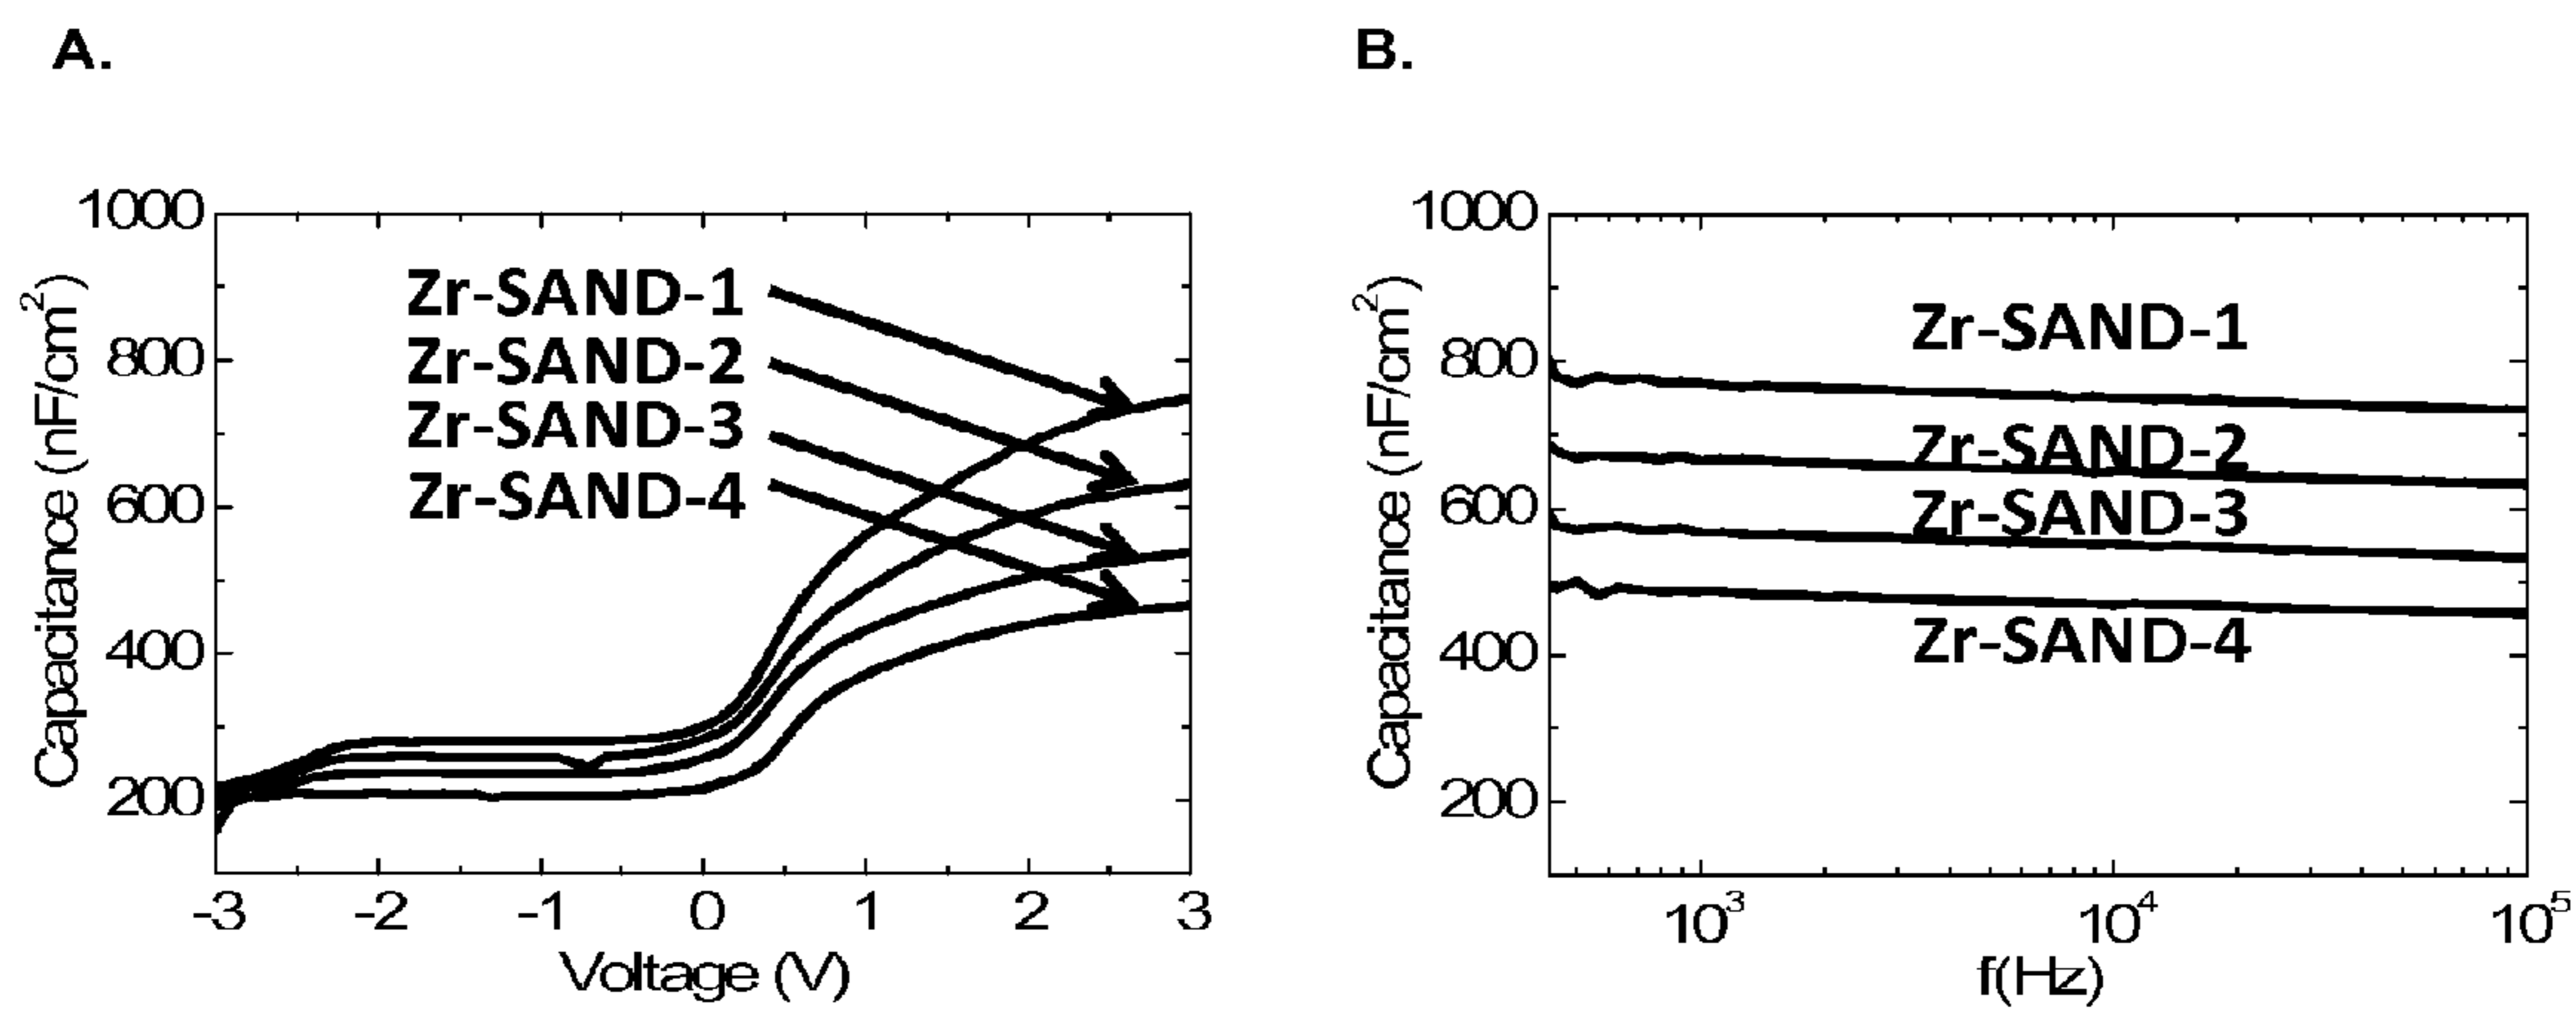 A.
1000
800
600
400
200
Capacitance (nF/cm²)
Zr-SAND-1
Zr-SAND-2
Zr-SAND-3
Zr-SAND-4
-3 -2 -1 0 1 2 3
Voltage (V)
B.
1000
800
600
400
200
Capacitance (nF/cm²)
Zr-SAND-1
Zr-SAND-2
Zr-SAND-3
Zr-SAND-4
10³ 10⁴ 10⁵
f(Hz)